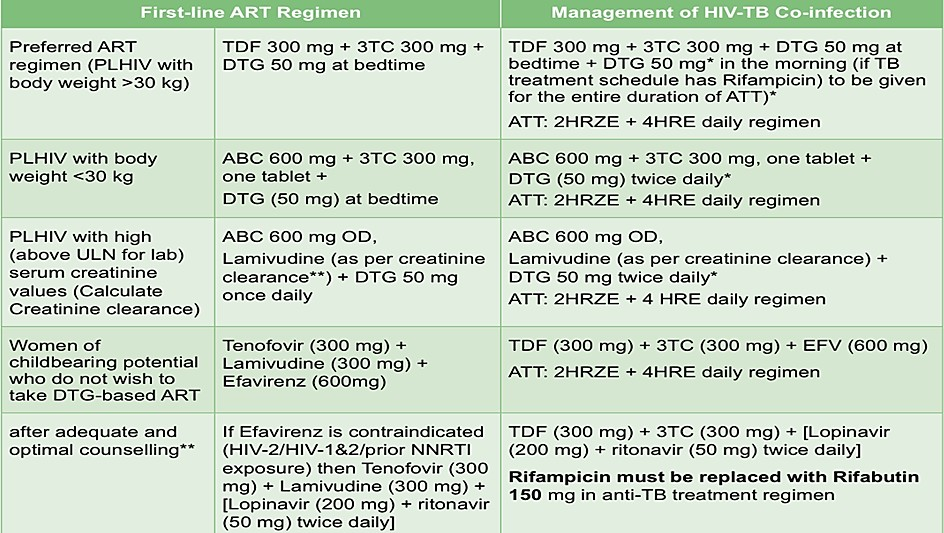 First-line ART Regimen
Management of HIV-TB Co-infection
Preferred ART
regimen (PLHIV with
body weight >30 kg)
TDF 300 mg + 3TC 300 mg +
DTG 50 mg at bedtime
TDF 300 mg + 3TC 300 mg + DTG 50 mg at
bedtime + DTG 50 mg* in the morning (if TB
treatment schedule has Rifampicin) to be given
for the entire duration of ATT)*
ATT: 2HRZE + 4HRE daily regimen
PLHIV with body
weight <30 kg
ABC 600 mg + 3TC 300 mg,
one tablet +
DTG (50 mg) at bedtime
ABC 600 mg + 3TC 300 mg, one tablet +
DTG (50 mg) twice daily*
ATT: 2HRZE + 4HRE daily regimen
PLHIV with high
(above ULN for lab)
serum creatinine
values (Calculate
Creatinine clearance)
ABC 600 mg OD,
Lamivudine (as per creatinine
clearance**) + DTG 50 mg
once daily
ABC 600 mg OD,
Lamivudine (as per creatinine clearance) +
DTG 50 mg twice daily*
ATT: 2HRZE + 4 HRE daily regimen
Women of
childbearing potential
who do not wish to
take DTG-based ART
Tenofovir (300 mg) +
Lamivudine (300 mg) +
Efavirenz (600mg)
TDF (300 mg) + 3TC (300 mg) + EFV (600 mg)
ATT: 2HRZE + 4HRE daily regimen
after adequate and
optimal counselling**
If Efavirenz is contraindicated
(HIV-2/HIV-1&2/prior NNRTI
exposure) then Tenofovir (300
mg) + Lamivudine (300 mg) +
[Lopinavir (200 mg) + ritonavir
(50 mg) twice daily]
TDF (300 mg) + 3TC (300 mg) + [Lopinavir
(200 mg) + ritonavir (50 mg) twice daily]
Rifampicin must be replaced with Rifabutin
150 mg in anti-TB treatment regimen